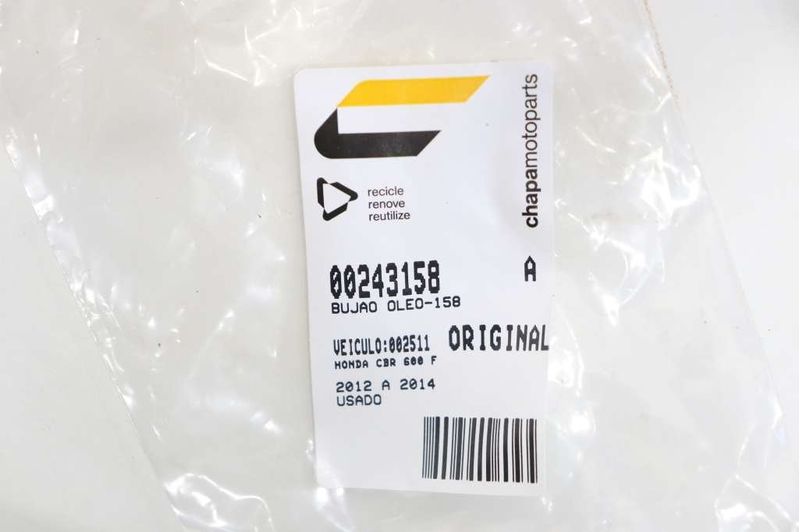 chapamotoparts
recicle
renove
reutilize
00243158 A
BUJAO OLEO-158
VEICULO:002511 ORIGINAL
HONDA CBR 600 F
2012 A 2014
USADO